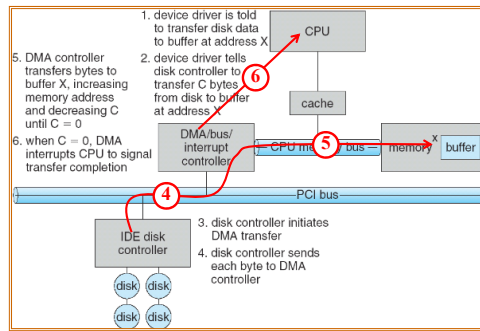 1. device driver is told
to transfer disk data
to buffer at address X
CPU
5. DMA controller
transfers bytes to
buffer X, increasing
memory address
and decreasing C
until C = 0
2. device driver tells
disk controller to
transfer C bytes
from disk to buffer
at address X
6
cache
6. when C = 0, DMA
interrupts CPU to signal
transfer completion
DMA/bus/
interrupt
controller
5
CPU memory bus
memory
X
buffer
4
PCI bus
IDE disk
controller
3. disk controller initiates
DMA transfer
4. disk controller sends
each byte to DMA
controller
disk
disk
disk
disk